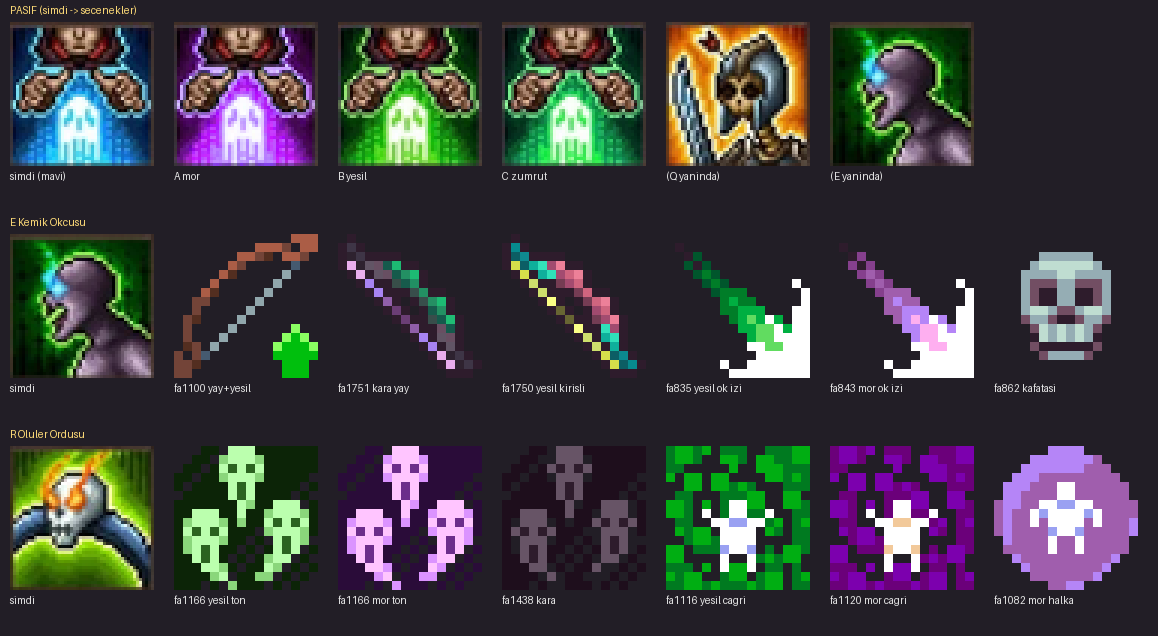 PASIF (simdi -> secenekler)
simdi (mavi)
A mor
B yesil
C zumrut
(Q yaninda)
(E yaninda)
E Kemik Okcusu
simdi
fa1100 yay+yesil
fa1751 kara yay
fa1750 yesil kirisli
fa835 yesil ok izi
fa843 mor ok izi
fa862 kafatasi
R Oluler Ordusu
simdi
fa1166 yesil ton
fa1166 mor ton
fa1438 kara
fa1116 yesil cagri
fa1120 mor cagri
fa1082 mor halka